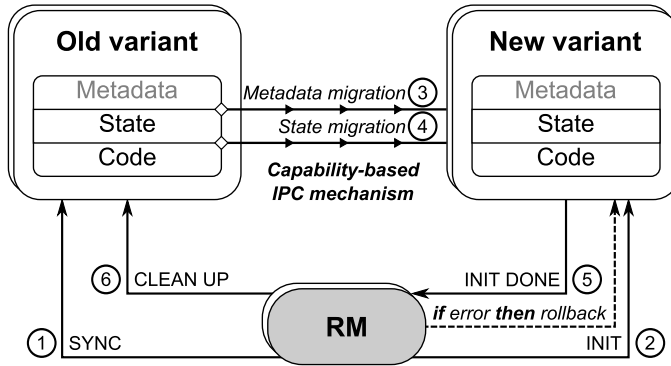 Old variant
New variant
Metadata
State
Code
Metadata migration 3
State migration 4
Capability-based
IPC mechanism
Metadata
State
Code
6 CLEAN UP
INIT DONE 5
if error then rollback
RM
1 SYNC
INIT 2